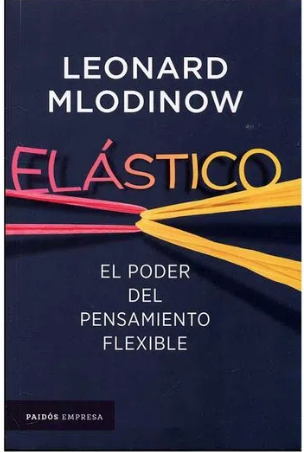 LEONARD
MLODINOW
ELÁSTICO
EL PODER
DEL
PENSAMIENTO
FLEXIBLE
PAIDÓS EMPRESA